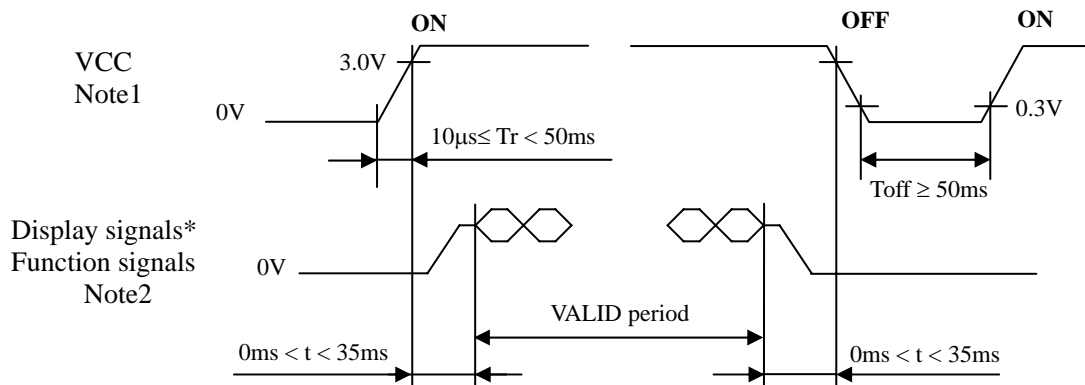 ON
OFF
ON
VCC
Note1
3.0V
0V
0.3V
10μs≤ Tr < 50ms
Toff ≥ 50ms
Display signals*
Function signals
Note2
0V
VALID period
0ms < t < 35ms
0ms < t < 35ms